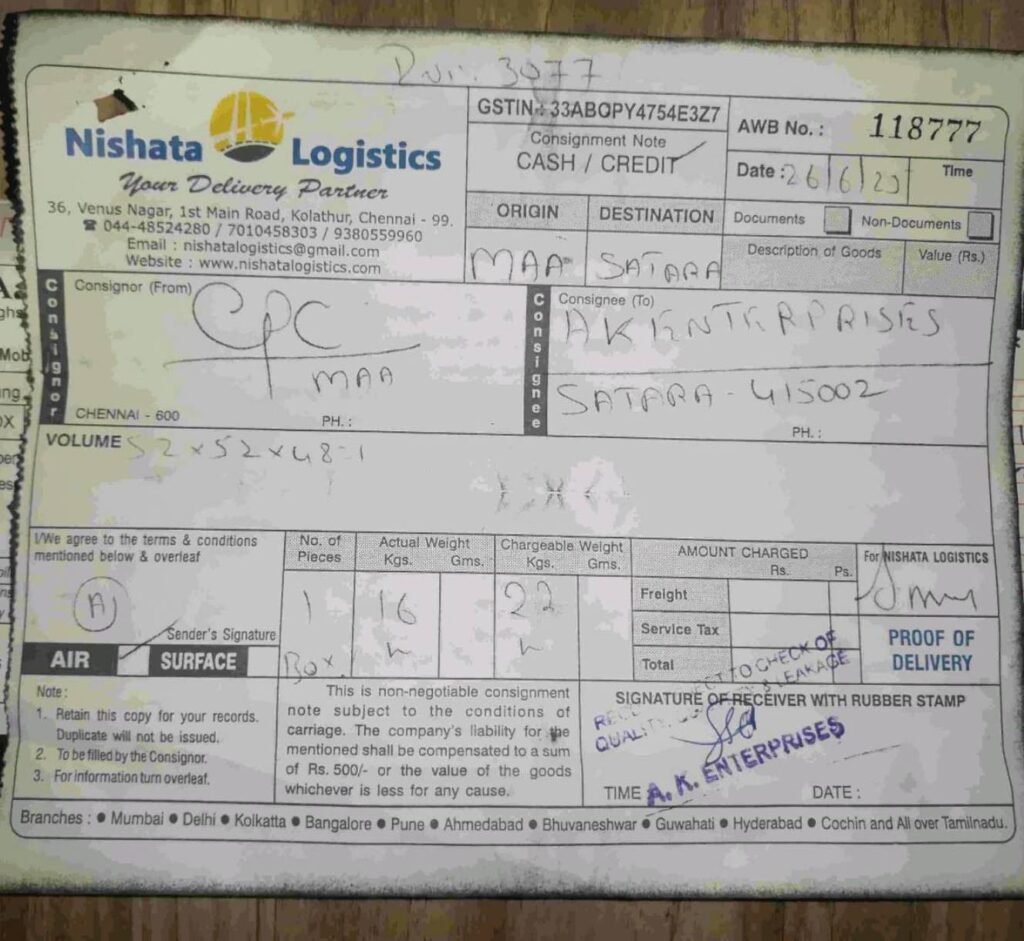 3977
Nishata Logistics
Your Delivery Partner
36, Venus Nagar, 1st Main Road, Kolathur, Chennai - 99.
☎ 044-48524280 / 7010458303 / 9380559960
Email : nishatalogistics@gmail.com
Website : www.nishatalogistics.com
GSTIN : 33ABQPY4754E3Z7
Consignment Note
CASH / CREDIT
AWB No. : 118777
Date : 26/6/25 Time
ORIGIN DESTINATION
MAA SATARA
Documents Non-Documents
Description of Goods Value (Rs.)
Consignor
Consignor (From)
CPC
MAA
CHENNAI - 600 PH. :
Consignee
Consignee (To)
AK ENTERPRISES
SATARA - 415002
PH. :
VOLUME 52x52x48-1
I/We agree to the terms & conditions
mentioned below & overleaf
A
Sender's Signature
AIR SURFACE
No. of Pieces
1
Box
Actual Weight
Kgs. Gms.
16
Chargeable Weight
Kgs. Gms.
22
AMOUNT CHARGED
Rs. Ps.
Freight
Service Tax
Total
For NISHATA LOGISTICS
PROOF OF
DELIVERY
Note :
1. Retain this copy for your records.
Duplicate will not be issued.
2. To be filled by the Consignor.
3. For information turn overleaf.
This is non-negotiable consignment
note subject to the conditions of
carriage. The company's liability for the
mentioned shall be compensated to a sum
of Rs. 500/- or the value of the goods
whichever is less for any cause.
TO CHECK OF
LEAKAGE
SIGNATURE OF RECEIVER WITH RUBBER STAMP
A. K. ENTERPRISES
TIME DATE :
Branches : ● Mumbai ● Delhi ● Kolkatta ● Bangalore ● Pune ● Ahmedabad ● Bhuvaneshwar ● Guwahati ● Hyderabad ● Cochin and All over Tamilnadu.